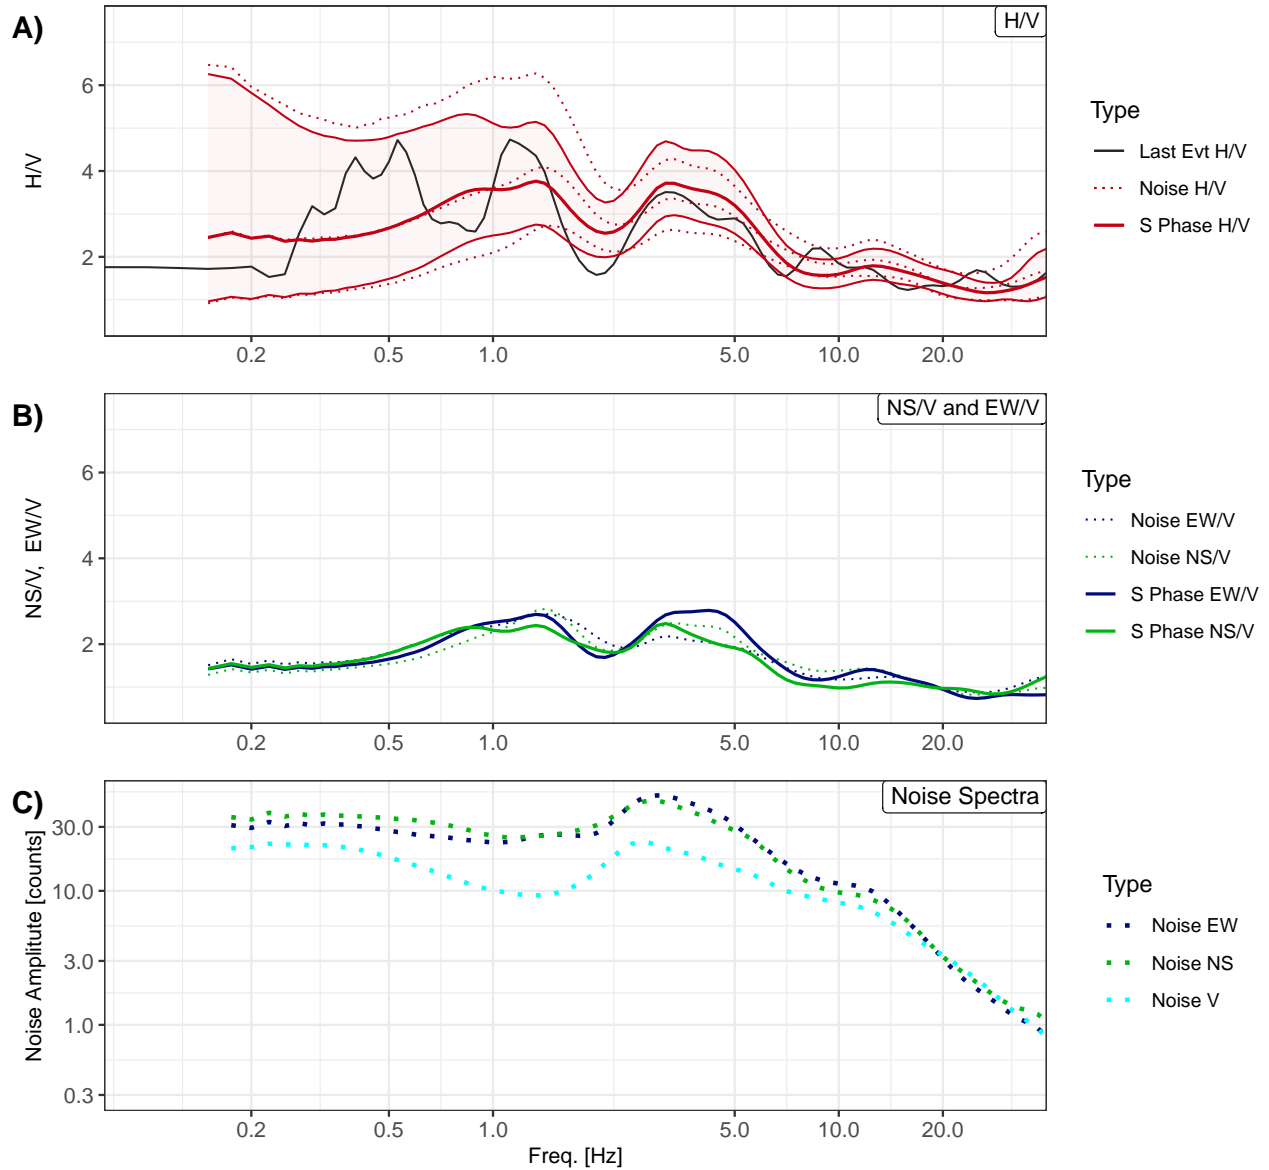 A)
H/V
H/V
6
4
2
0.2 0.5 1.0 5.0 10.0 20.0
Type
Last Evt H/V
Noise H/V
S Phase H/V
B)
NS/V and EW/V
NS/V, EW/V
6
4
2
0.2 0.5 1.0 5.0 10.0 20.0
Type
Noise EW/V
Noise NS/V
S Phase EW/V
S Phase NS/V
C)
Noise Spectra
Noise Amplitude [counts]
30.0
10.0
3.0
1.0
0.3
0.2 0.5 1.0 5.0 10.0 20.0
Freq. [Hz]
Type
Noise EW
Noise NS
Noise V